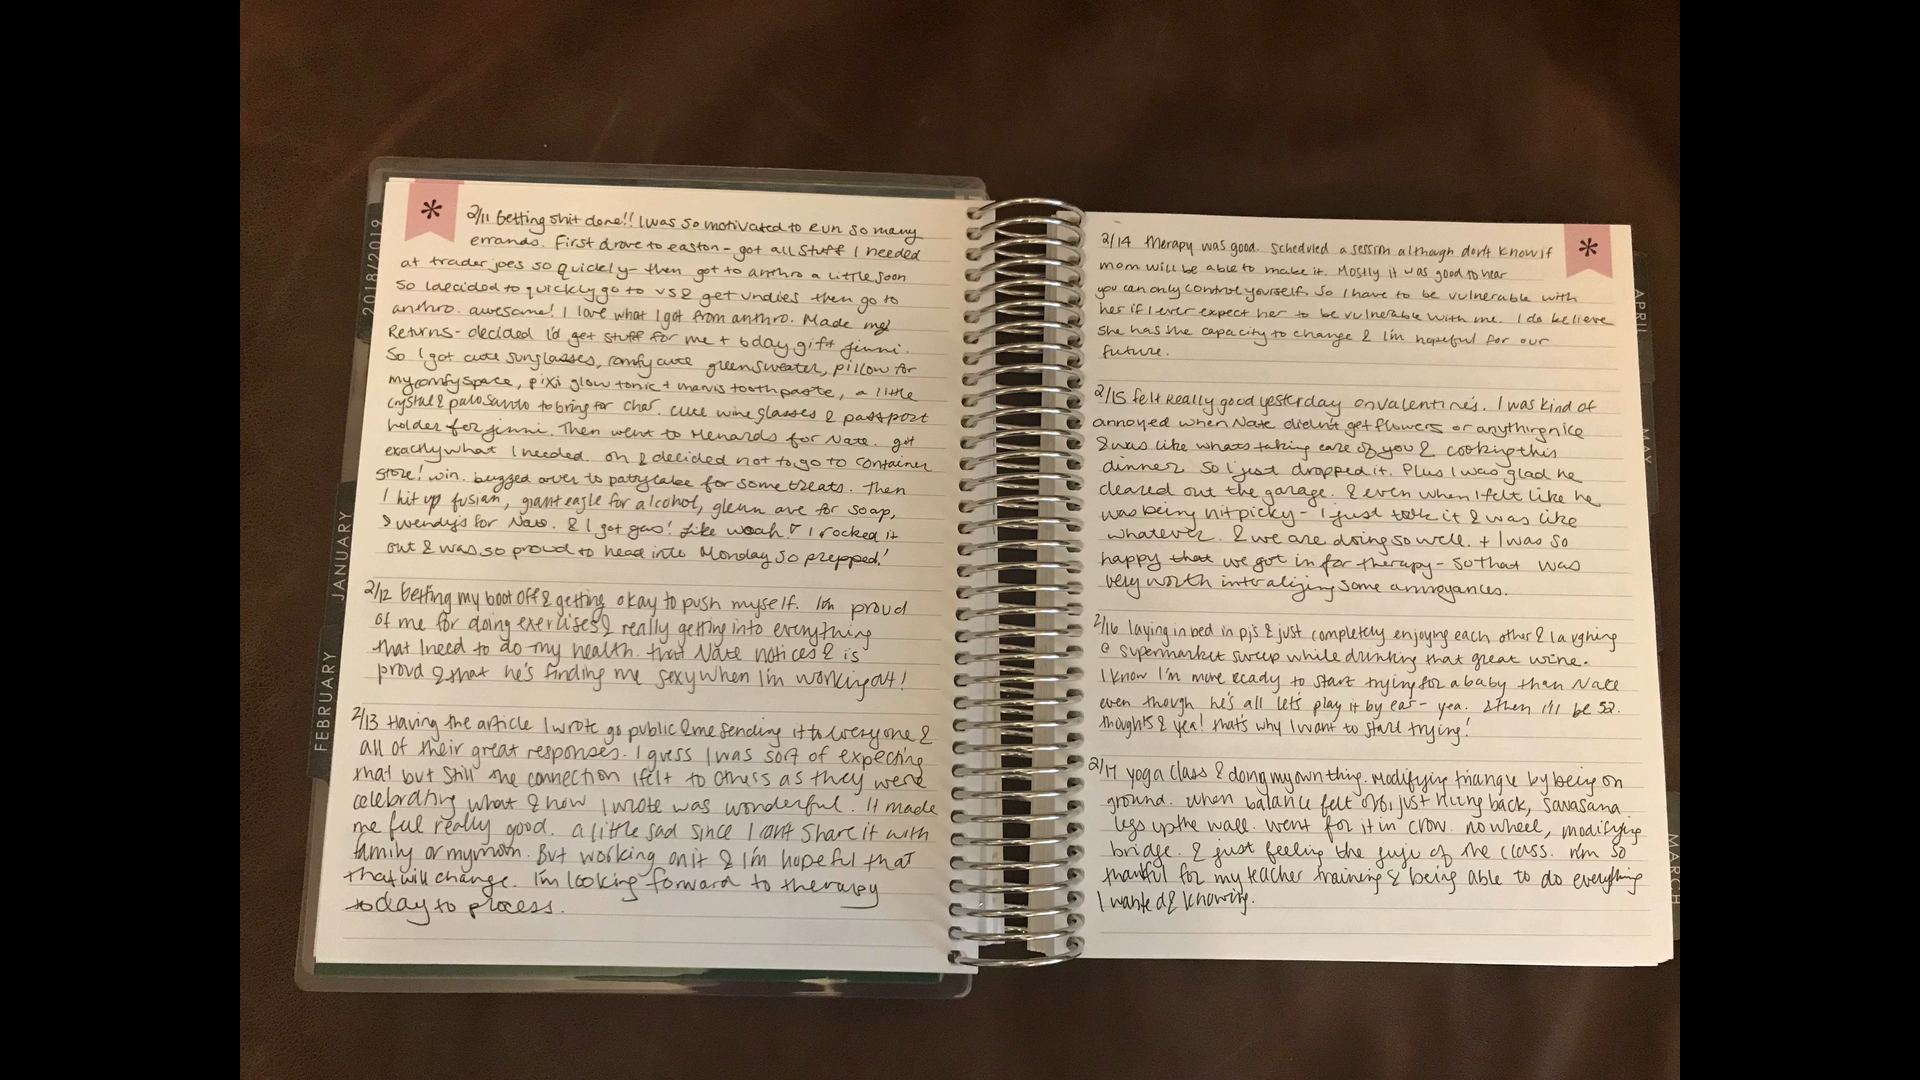 2018/2019
JANUARY
FEBRUARY
*
2/11 Getting shit done!! I was so motivated to run so many
errands. First drove to easton - got all stuff I needed
at trader joes so quickly - then got to anthro a little soon
so I decided to quickly go to VS & get undies then go to
anthro. awesome! I love what I got from anthro. Made my
Returns - decided I'd get stuff for me + bday gift jinni.
So I got cute sunglasses, comfy cute green sweater, pillow for
my comfy space, pixi glow tonic + marvis toothpaste, a little
crystal & palo santo to bring for char. cute wine glasses & passport
holder for jinni. Then went to Menards for Nate. got
exactly what I needed. oh & decided not to go to container
store! win. bugged over to pattycake for some treats. Then
I hit up fusian, giant eagle for alcohol, glenn ave for soap,
& wendy's for Nate. & I got gas! Like woah! I rocked it
out & was so proud to head into Monday so prepped!
2/12 Getting my boot off & getting okay to push myself. I'm proud
of me for doing exercises & really getting into everything
that I need to do my health. that Nate notices & is
proud & that he's finding me sexy when I'm working out!
2/13 Having the article I wrote go public & me sending it to everyone &
all of their great responses. I guess I was sort of expecting
that but still the connection I felt to others as they were
celebrating what & how I wrote was wonderful. It made
me feel really good. a little sad since I can't share it with
family or my mom. But working on it & I'm hopeful that
that will change. I'm looking forward to therapy
today to process.
*
2/14 therapy was good. scheduled a session although don't know if
mom will be able to make it. Mostly it was good to hear
you can only control yourself. So I have to be vulnerable with
her if I ever expect her to be vulnerable with me. I do believe
she has the capacity to change & I'm hopeful for our
future.
2/15 felt really good yesterday on valentine's. I was kind of
annoyed when Nate didn't get flowers or anything nice
& was like whats taking care of you & cooking this
dinner so I just dropped it. Plus I was glad he
cleared out the garage. & even when I felt like he
was being nitpicky - I just took it & was like
whatever. & we are doing so well. + I was so
happy that we got in for therapy - so that was
very worth internalizing some annoyances.
2/16 laying in bed in pjs & just completely enjoying each other & laughing
@ supermarket sweep while drinking that great wine.
I know I'm more ready to start trying for a baby than Nate
even though he's all let's play it by ear - yea. & then I'll be 52.
thoughts & yea! that's why I want to start trying!
2/17 yoga class & doing my own thing. Modifying triangle by being on
ground. when balance felt off, just back, savasana
legs up the wall. went for it in crow. no wheel, modifying
bridge. & just feeling the juju of the class. I'm so
thankful for my teacher training & being able to do everything
I wanted & knowing.
APRIL
MAY
MARCH